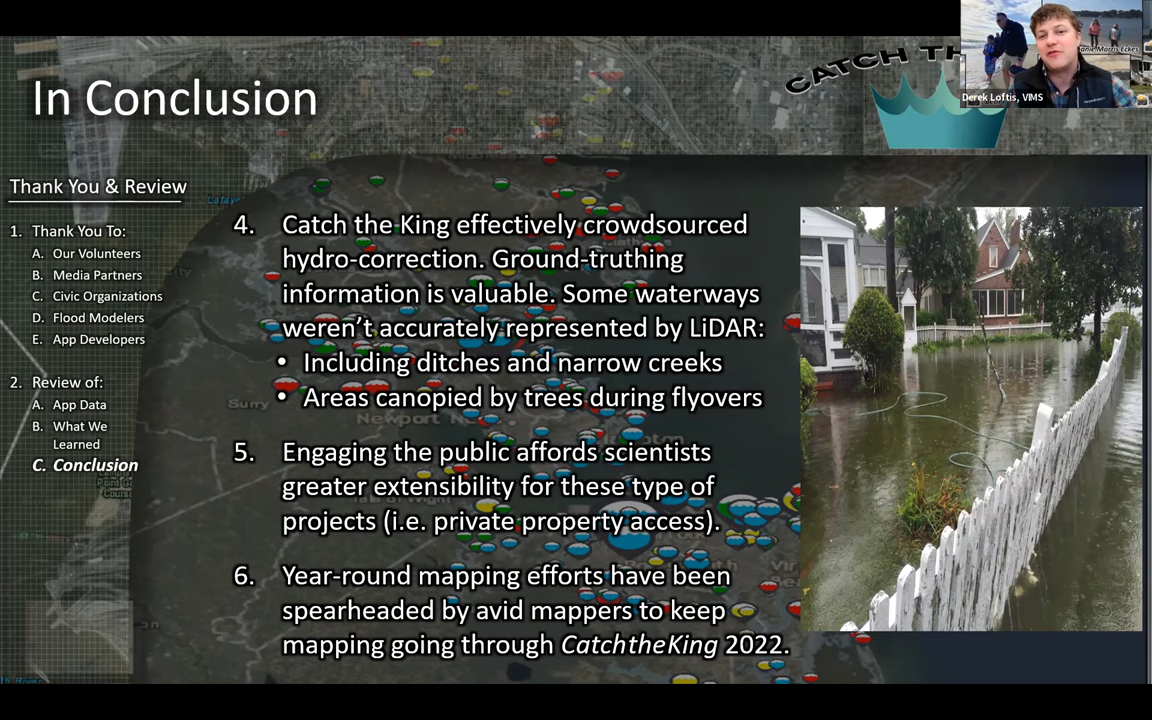 In Conclusion
CATCH TH
Derek Loftis, VIMS
Thank You & Review
1. Thank You To:
A. Our Volunteers
B. Media Partners
C. Civic Organizations
D. Flood Modelers
E. App Developers
2. Review of:
A. App Data
B. What We
Learned
C. Conclusion
4. Catch the King effectively crowdsourced
hydro-correction. Ground-truthing
information is valuable. Some waterways
weren't accurately represented by LiDAR:
• Including ditches and narrow creeks
• Areas canopied by trees during flyovers
5. Engaging the public affords scientists
greater extensibility for these type of
projects (i.e. private property access).
6. Year-round mapping efforts have been
spearheaded by avid mappers to keep
mapping going through CatchtheKing 2022.
Surry
Newport